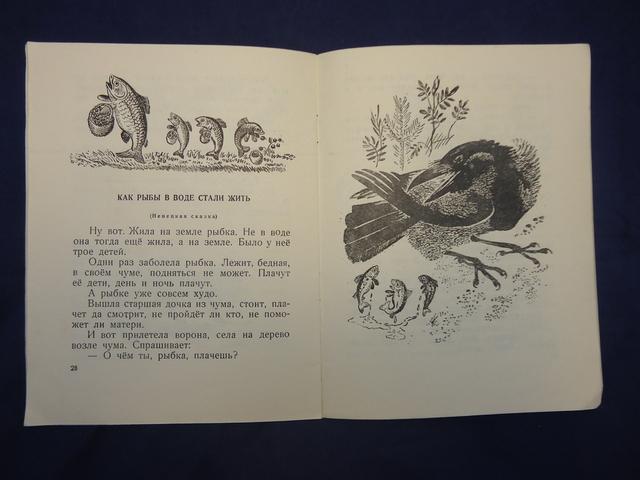 КАК РЫБЫ В ВОДЕ СТАЛИ ЖИТЬ
(Ненецкая сказка)
Ну вот. Жила на земле рыбка. Не в воде
она тогда ещё жила, а на земле. Было у неё
трое детей.
Один раз заболела рыбка. Лежит, бедная,
в своём чуме, подняться не может. Плачут
её дети, день и ночь плачут.
А рыбке уже совсем худо.
Вышла старшая дочка из чума, стоит, пла-
чет да смотрит, не пройдёт ли кто, не помо-
жет ли матери.
И вот прилетела ворона, села на дерево
возле чума. Спрашивает:
— О чём ты, рыбка, плачешь?
28